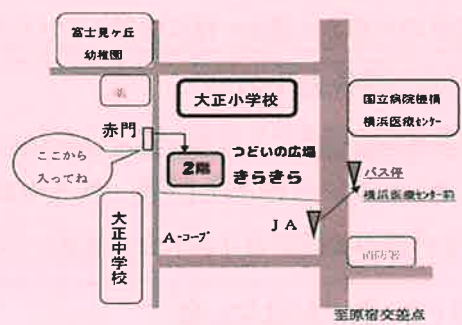 富士見ヶ丘
幼稚園
大正小学校
国立病院機構
横浜医療センター
赤門
ここから
入ってね
2階
つどいの広場
きらきら
バス停
横浜医療センター前
大正中学校
A-コープ
JA
消防署
至原宿交差点